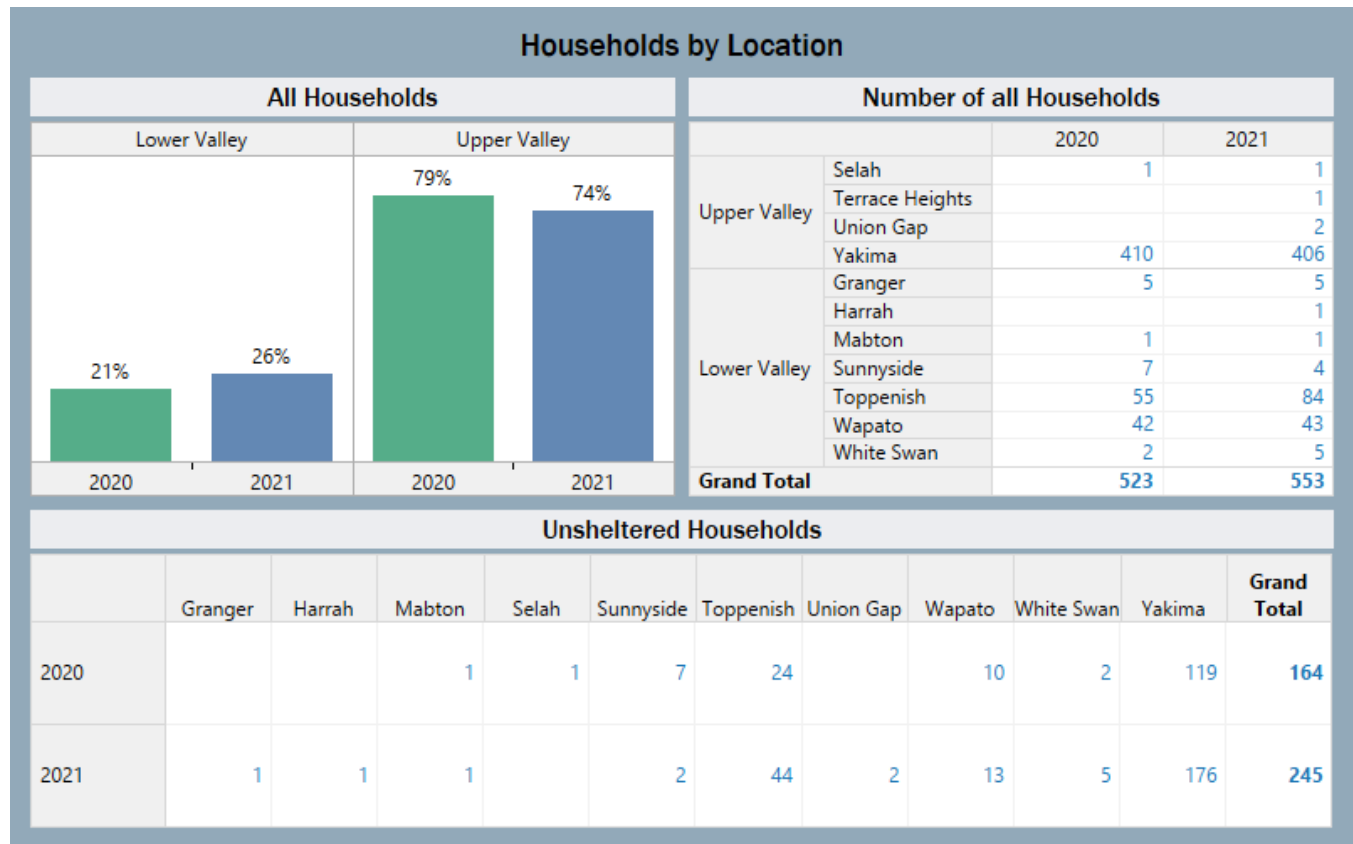 Households by Location
All Households
Lower Valley Upper Valley
79%
74%
26%
21%
2020 2021 2020 2021
Number of all Households
2020 2021
Upper Valley
Selah 1 1
Terrace Heights 1
Union Gap 2
Yakima 410 406
Lower Valley
Granger 5 5
Harrah 1
Mabton 1 1
Sunnyside 7 4
Toppenish 55 84
Wapato 42 43
White Swan 2 5
Grand Total 523 553
Unsheltered Households
Granger Harrah Mabton Selah Sunnyside Toppenish Union Gap Wapato White Swan Yakima Grand Total
2020 1 1 7 24 10 2 119 164
2021 1 1 1 2 44 2 13 5 176 245